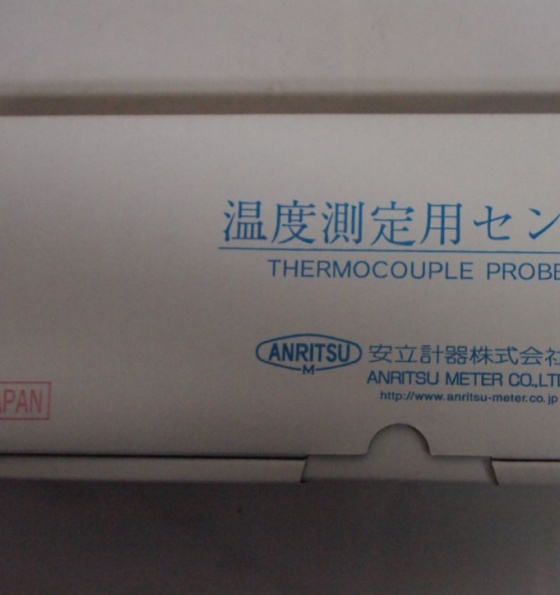 温度測定用セン
THERMOCOUPLE PROBE
ANRITSU
M
安立計器株式会社
ANRITSU METER CO.,LT
http://www.anritsu-meter.co.jp
APAN